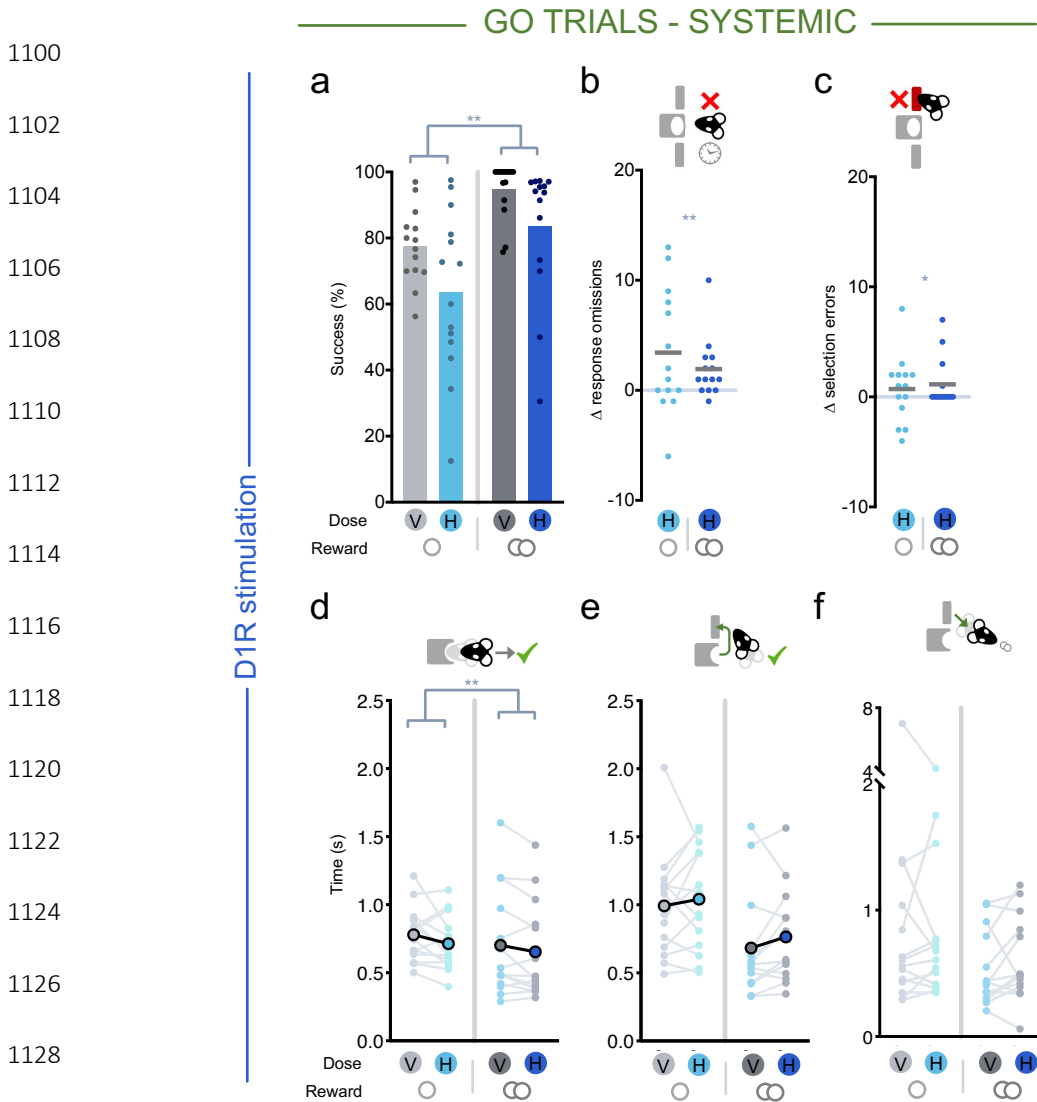 GO TRIALS - SYSTEMIC
1100
1102
1104
1106
1108
1110
1112
1114
1116
1118
1120
1122
1124
1126
1128
D1R stimulation
a
**
Success (%)
100
80
60
40
20
0
Dose
V
H
V
H
Reward
b
**
Δ response omissions
20
10
0
-10
H
H
c
*
Δ selection errors
20
10
0
-10
H
H
d
**
Time (s)
2.5
2.0
1.5
1.0
0.5
0.0
Dose
V
H
V
H
Reward
e
2.5
2.0
1.5
1.0
0.5
0.0
V
H
V
H
f
8
4
2
1
0
V
H
V
H